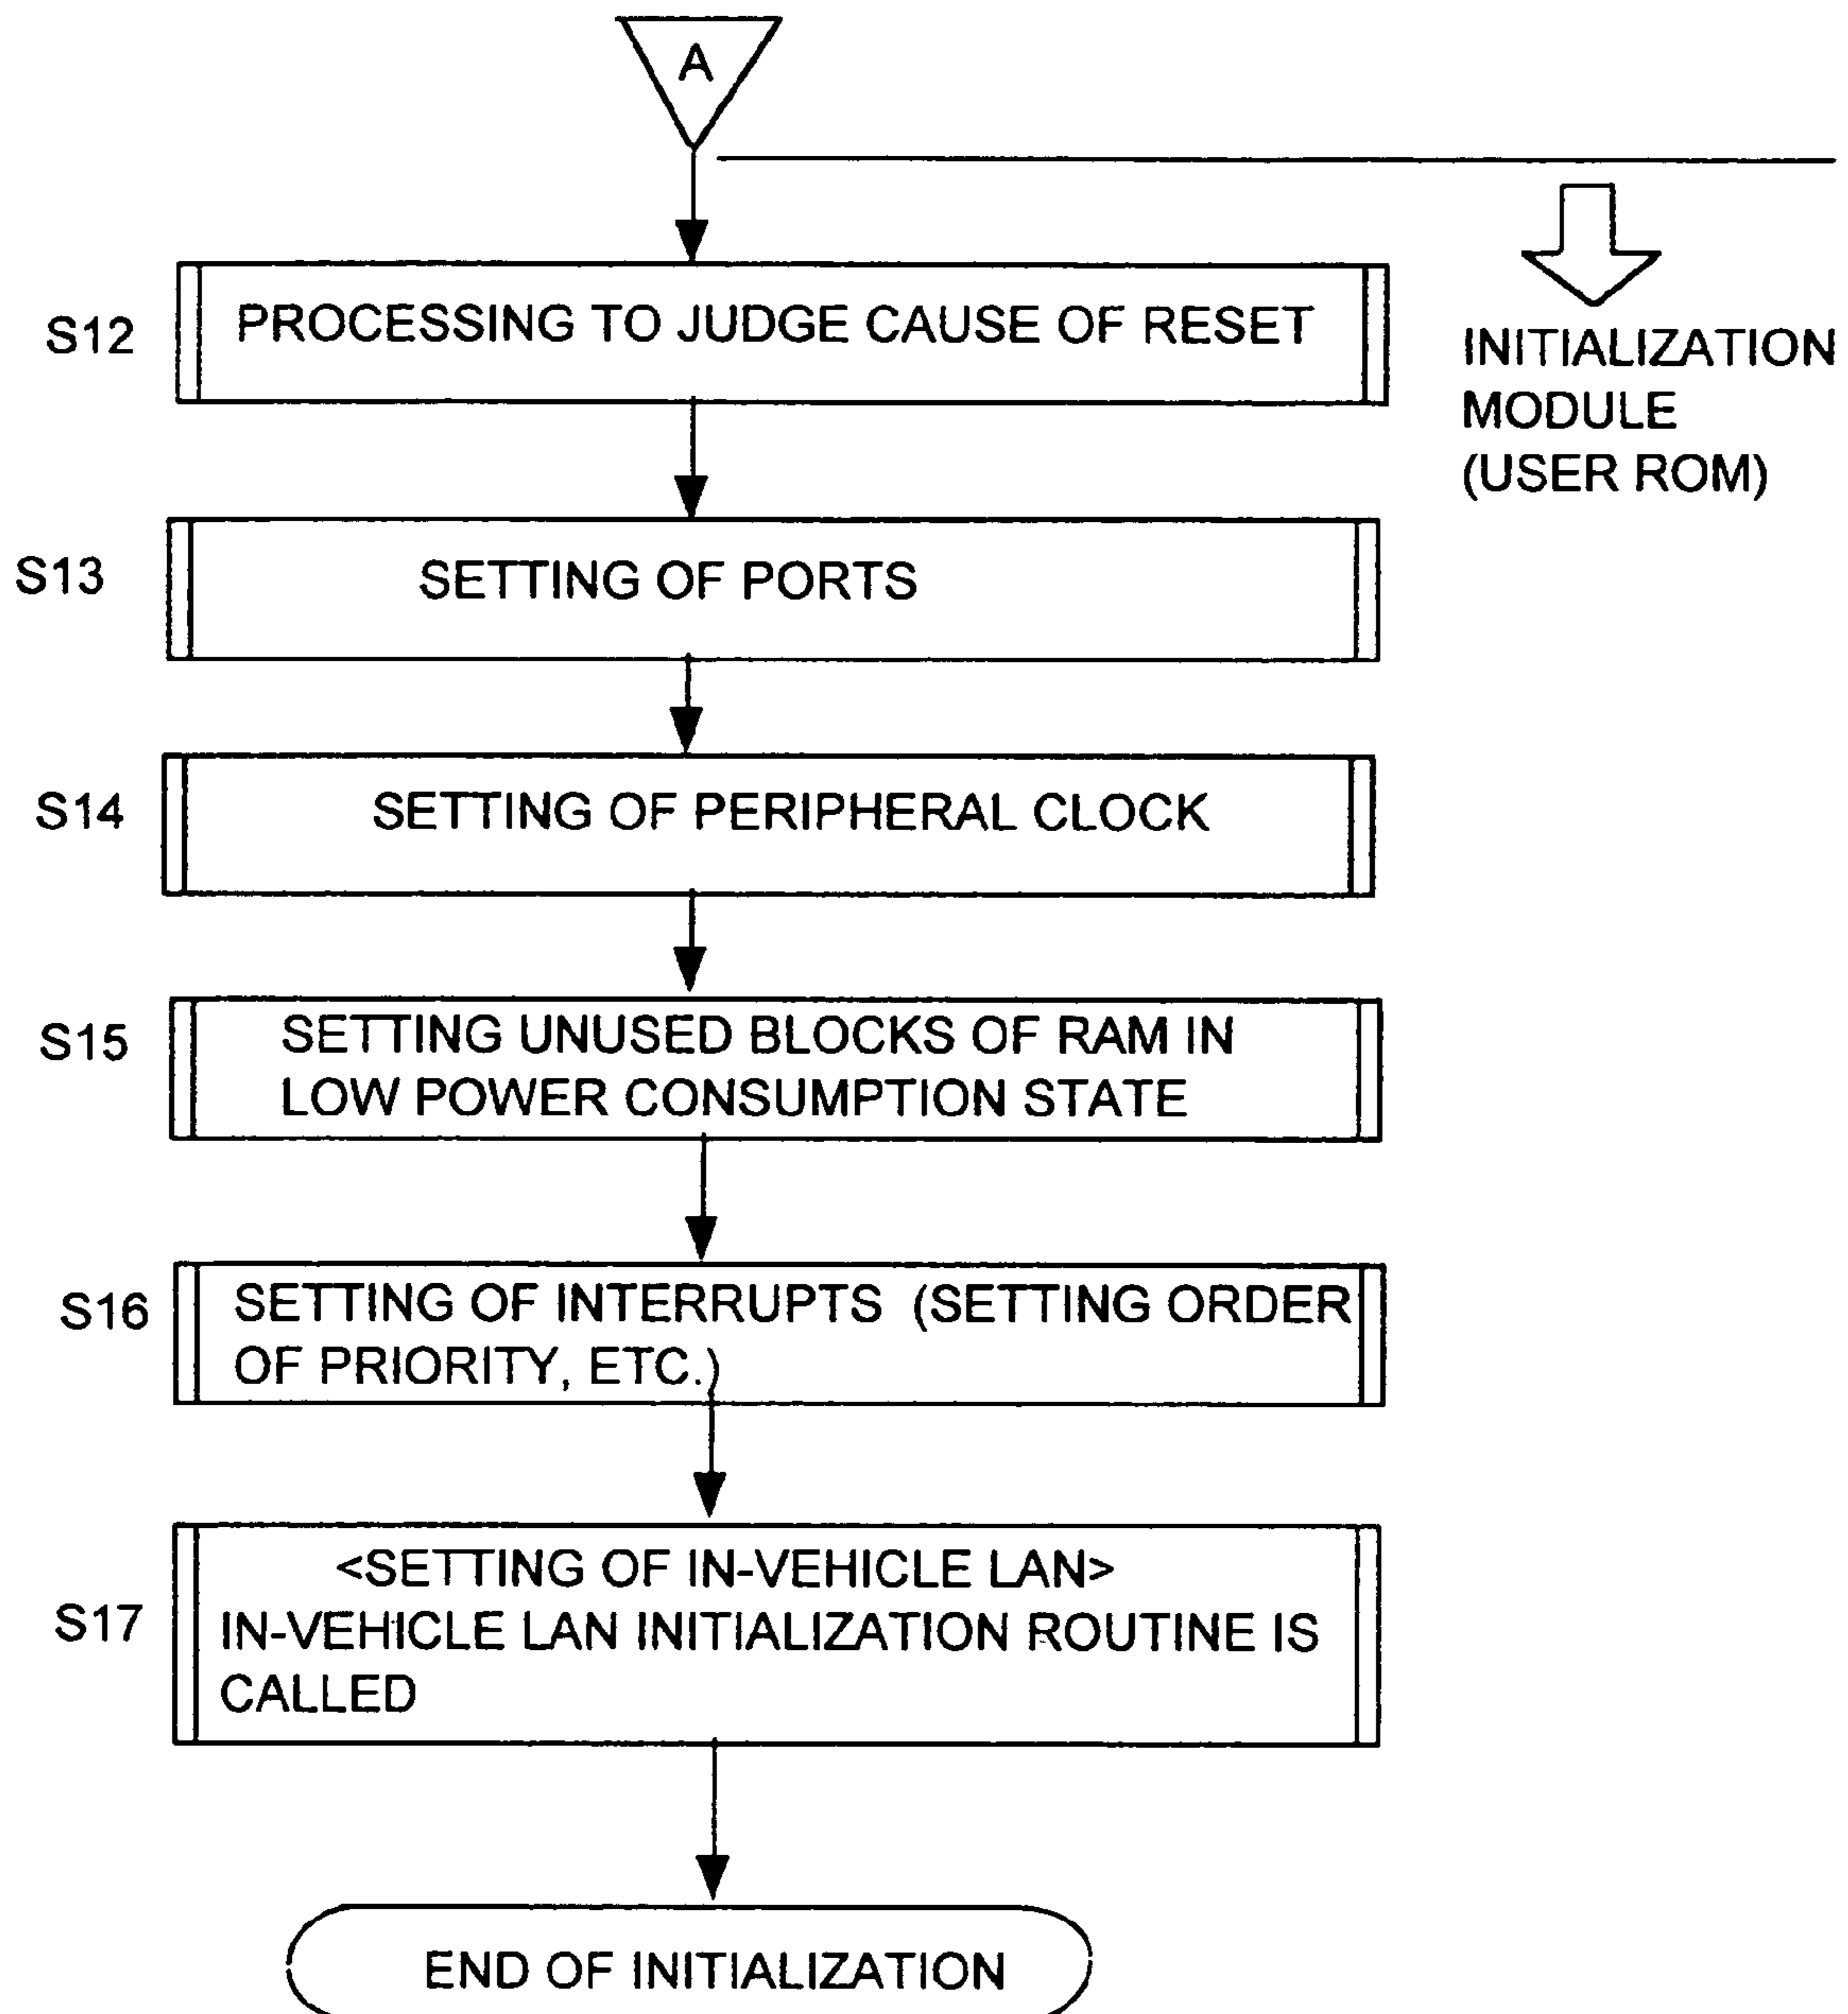 A
S12
PROCESSING TO JUDGE CAUSE OF RESET
INITIALIZATION
MODULE
(USER ROM)
S13
SETTING OF PORTS
S14
SETTING OF PERIPHERAL CLOCK
S15
SETTING UNUSED BLOCKS OF RAM IN
LOW POWER CONSUMPTION STATE
S16
SETTING OF INTERRUPTS (SETTING ORDER
OF PRIORITY, ETC.)
S17
<SETTING OF IN-VEHICLE LAN>
IN-VEHICLE LAN INITIALIZATION ROUTINE IS
CALLED
END OF INITIALIZATION